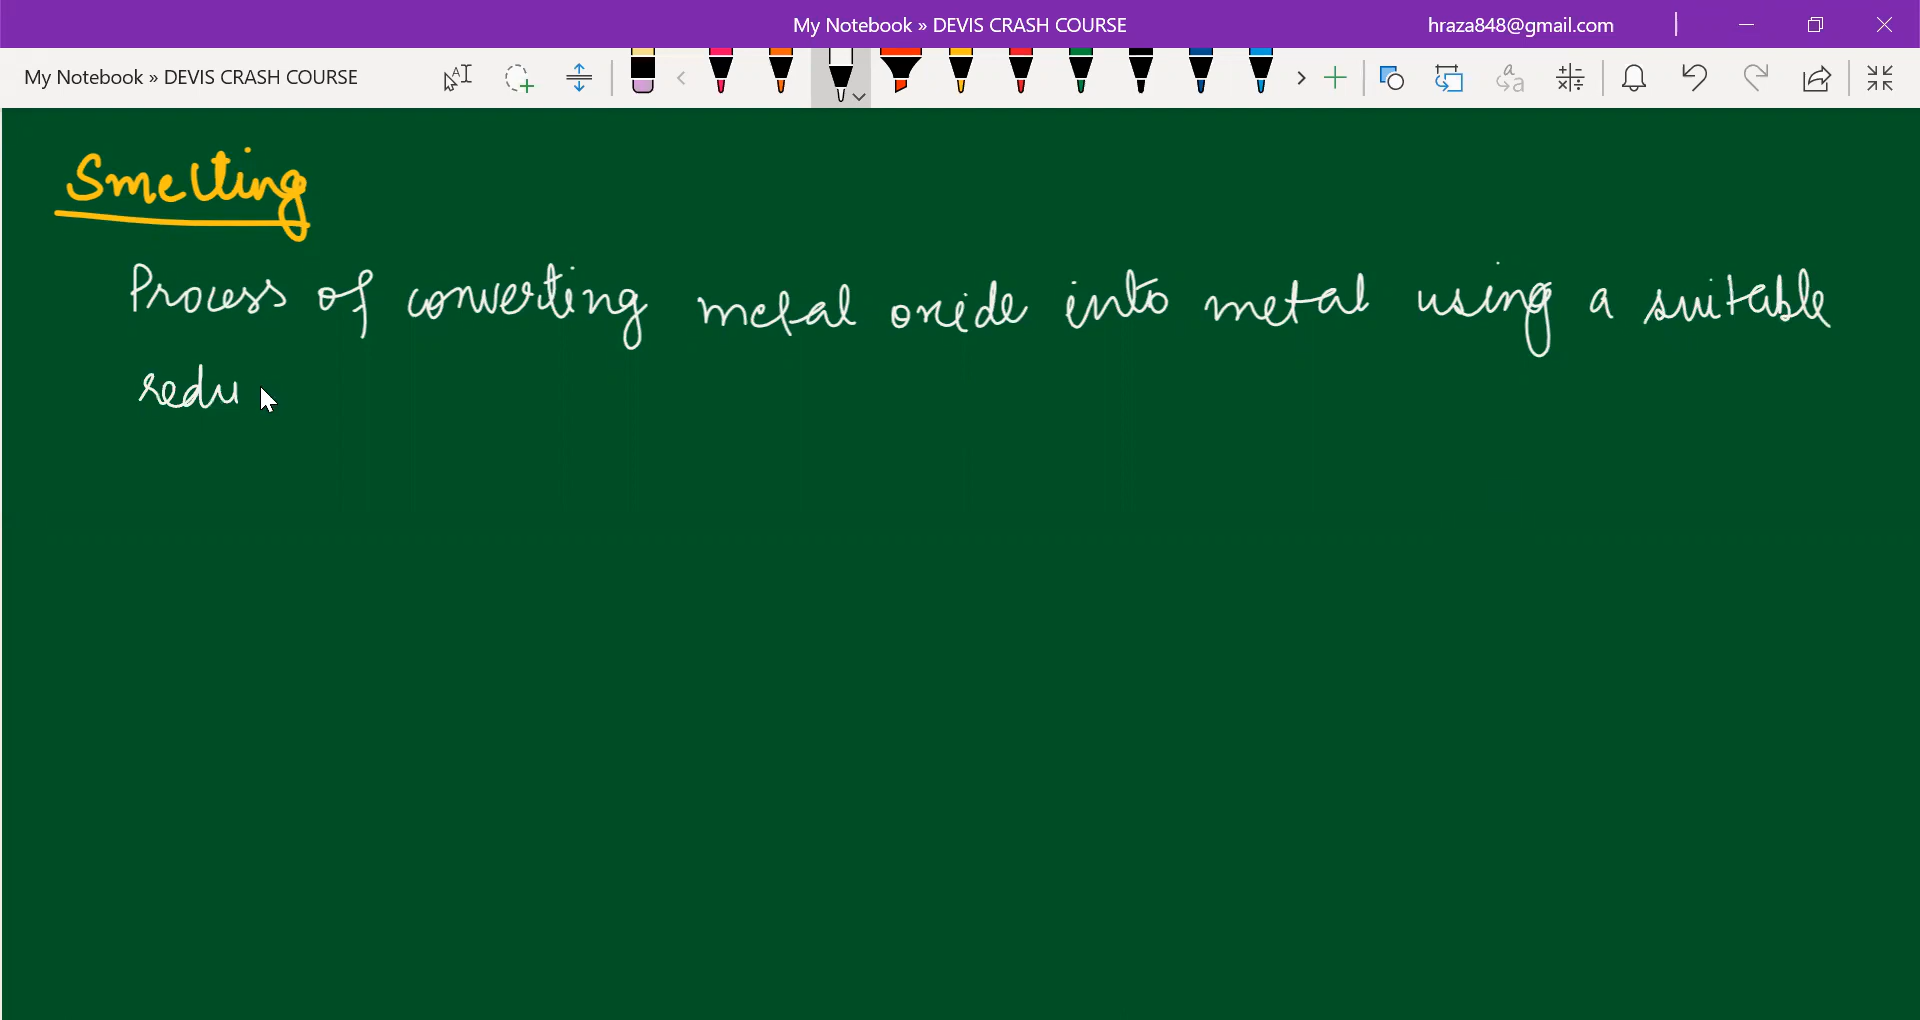 My Notebook » DEVIS CRASH COURSE
hraza848@gmail.com
My Notebook » DEVIS CRASH COURSE
Smelting
Process of converting metal oxide into metal using a suitable
redu